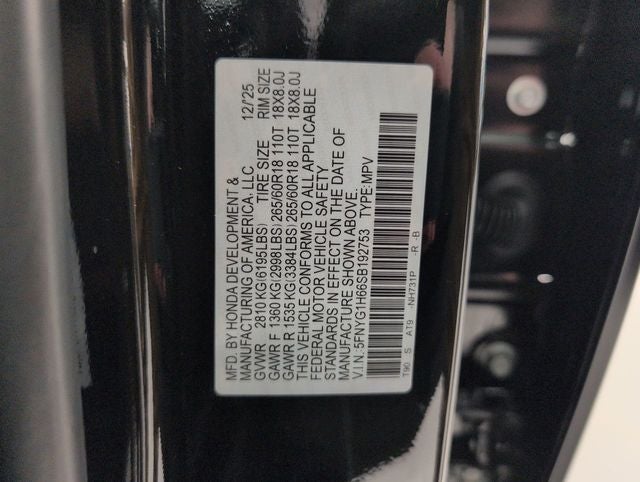 MFD. BY HONDA DEVELOPMENT & 12/25
MANUFACTURING OF AMERICA, LLC.
GVWR 2810 KG(6195LBS) TIRE SIZE RIM SIZE
GAWR F 1360 KG(2998LBS) 265/60R18 110T 18X8.0J
GAWR R 1535 KG(3384LBS) 265/60R18 110T 18X8.0J
THIS VEHICLE CONFORMS TO ALL APPLICABLE
FEDERAL MOTOR VEHICLE SAFETY
STANDARDS IN EFFECT ON THE DATE OF
MANUFACTURE SHOWN ABOVE.
V.I.N.: 5FNYG1H66SB192753 TYPE:MPV
T90 S AT9 -NH731P -R -B